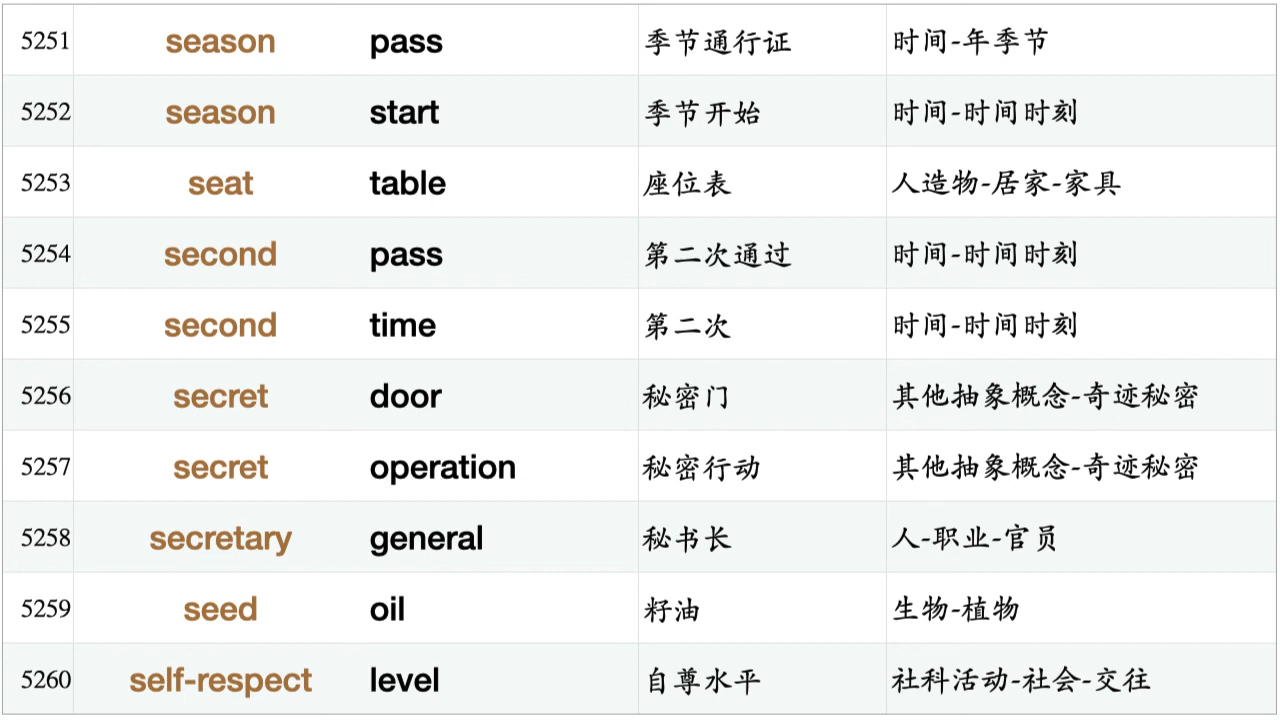 5251 season pass 季节通行证 时间-年季节
5252 season start 季节开始 时间-时间时刻
5253 seat table 座位表 人造物-居家-家具
5254 second pass 第二次通过 时间-时间时刻
5255 second time 第二次 时间-时间时刻
5256 secret door 秘密门 其他抽象概念-奇迹秘密
5257 secret operation 秘密行动 其他抽象概念-奇迹秘密
5258 secretary general 秘书长 人-职业-官员
5259 seed oil 籽油 生物-植物
5260 self-respect level 自尊水平 社科活动-社会-交往